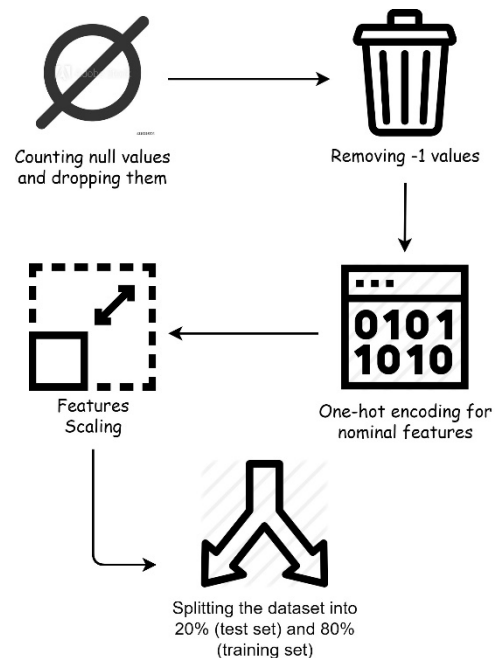 Counting null values
and dropping them
Removing -1 values
0101
1010
One-hot encoding for
nominal features
Features
Scaling
Splitting the dataset into
20% (test set) and 80%
(training set)